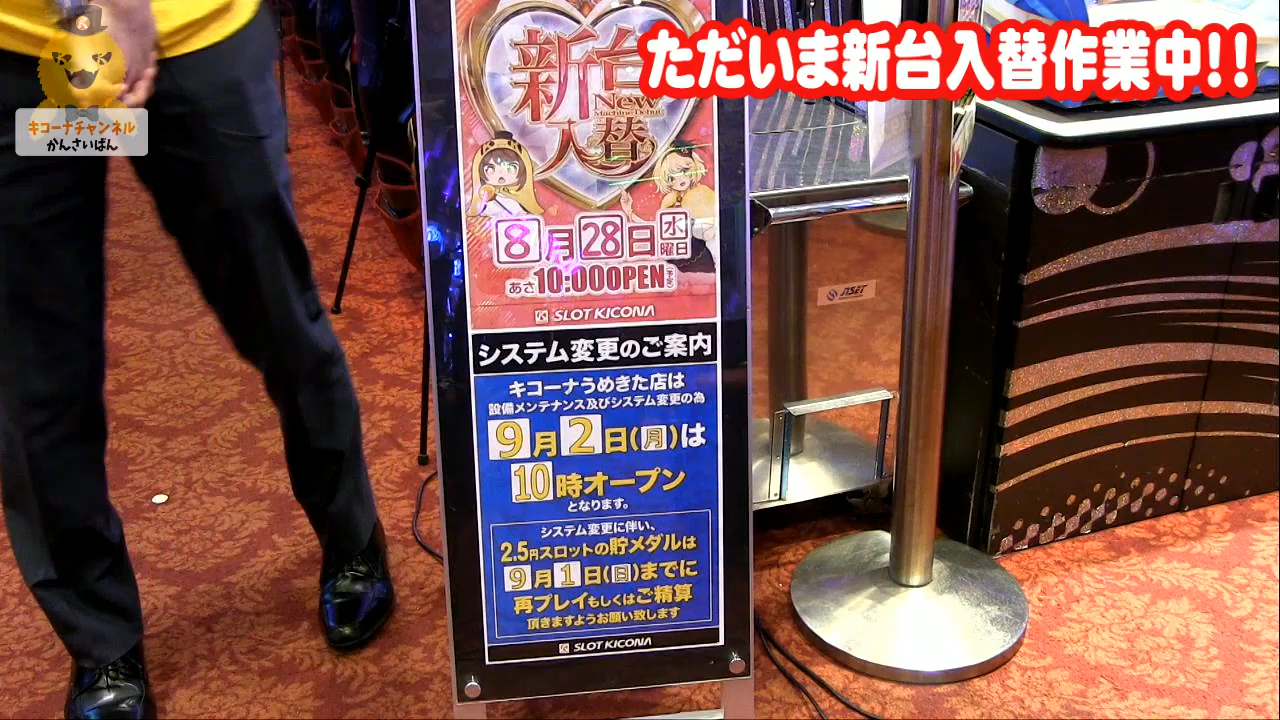 ただいま新台入替作業中!!
キコーナチャンネル
かんさいばん
新台
New
Machine Debut!
入替
8月28日水曜日
あさ10:00OPEN(予定)
SLOT KICONA
システム変更のご案内
キコーナうめきた店は
設備メンテナンス及びシステム変更の為
9月2日(月)は
10時オープン
となります。
システム変更に伴い、
2.5円スロットの貯メダルは
9月1日(日)までに
再プレイもしくはご精算
頂きますようお願い致します
SLOT KICONA